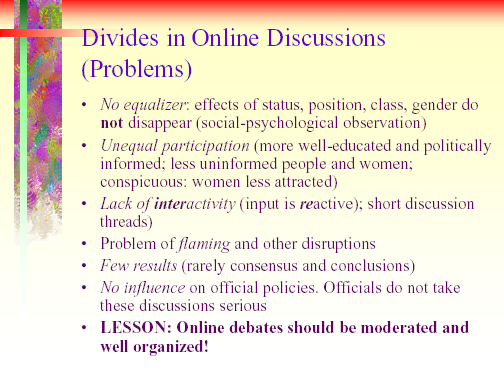 Divides in Online Discussions
(Problems)
• No equalizer: effects of status, position, class, gender do
not disappear (social-psychological observation)
• Unequal participation (more well-educated and politically
informed; less uninformed people and women;
conspicuous: women less attracted)
• Lack of interactivity (input is reactive); short discussion
threads)
• Problem of flaming and other disruptions
• Few results (rarely consensus and conclusions)
• No influence on official policies. Officials do not take
these discussions serious
• LESSON: Online debates should be moderated and
well organized!